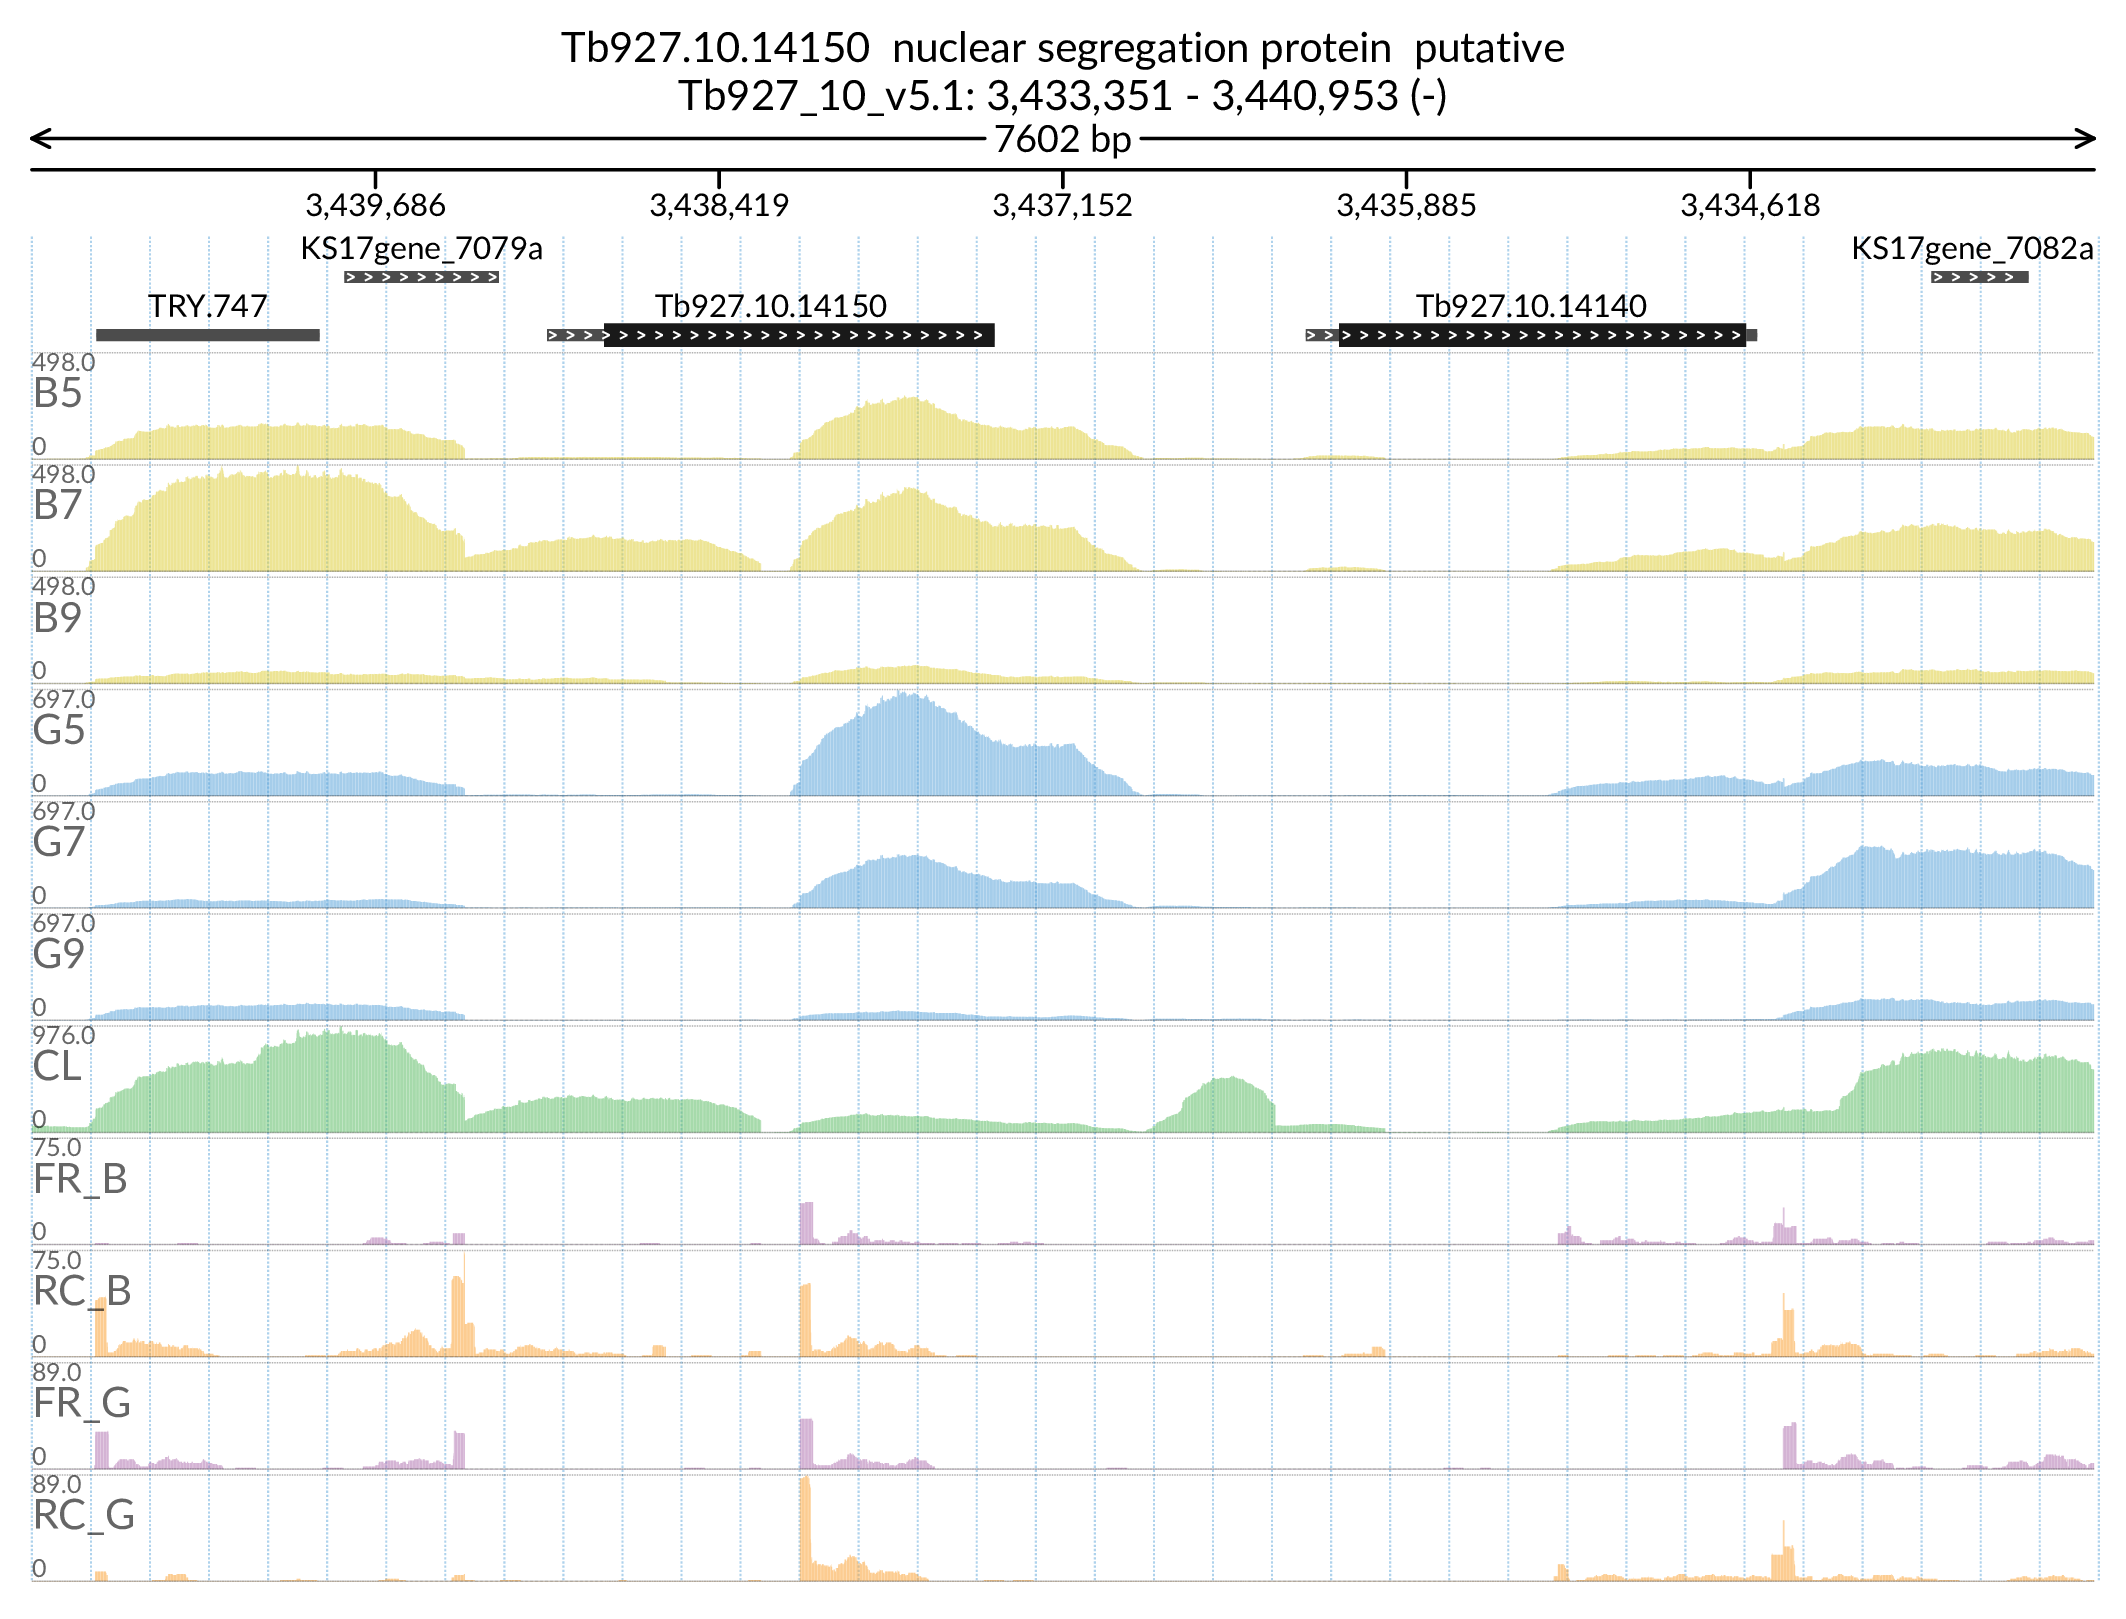 Tb927.10.14150  nuclear segregation protein  putative
Tb927_10_v5.1: 3,433,351 - 3,440,953 (-)
7602 bp
3,439,686 3,438,419 3,437,152 3,435,885 3,434,618
KS17gene_7079a KS17gene_7082a
TRY.747 Tb927.10.14150 Tb927.10.14140
498.0
B5
0
498.0
B7
0
498.0
B9
0
697.0
G5
0
697.0
G7
0
697.0
G9
0
976.0
CL
0
75.0
FR_B
0
75.0
RC_B
0
89.0
FR_G
0
89.0
RC_G
0